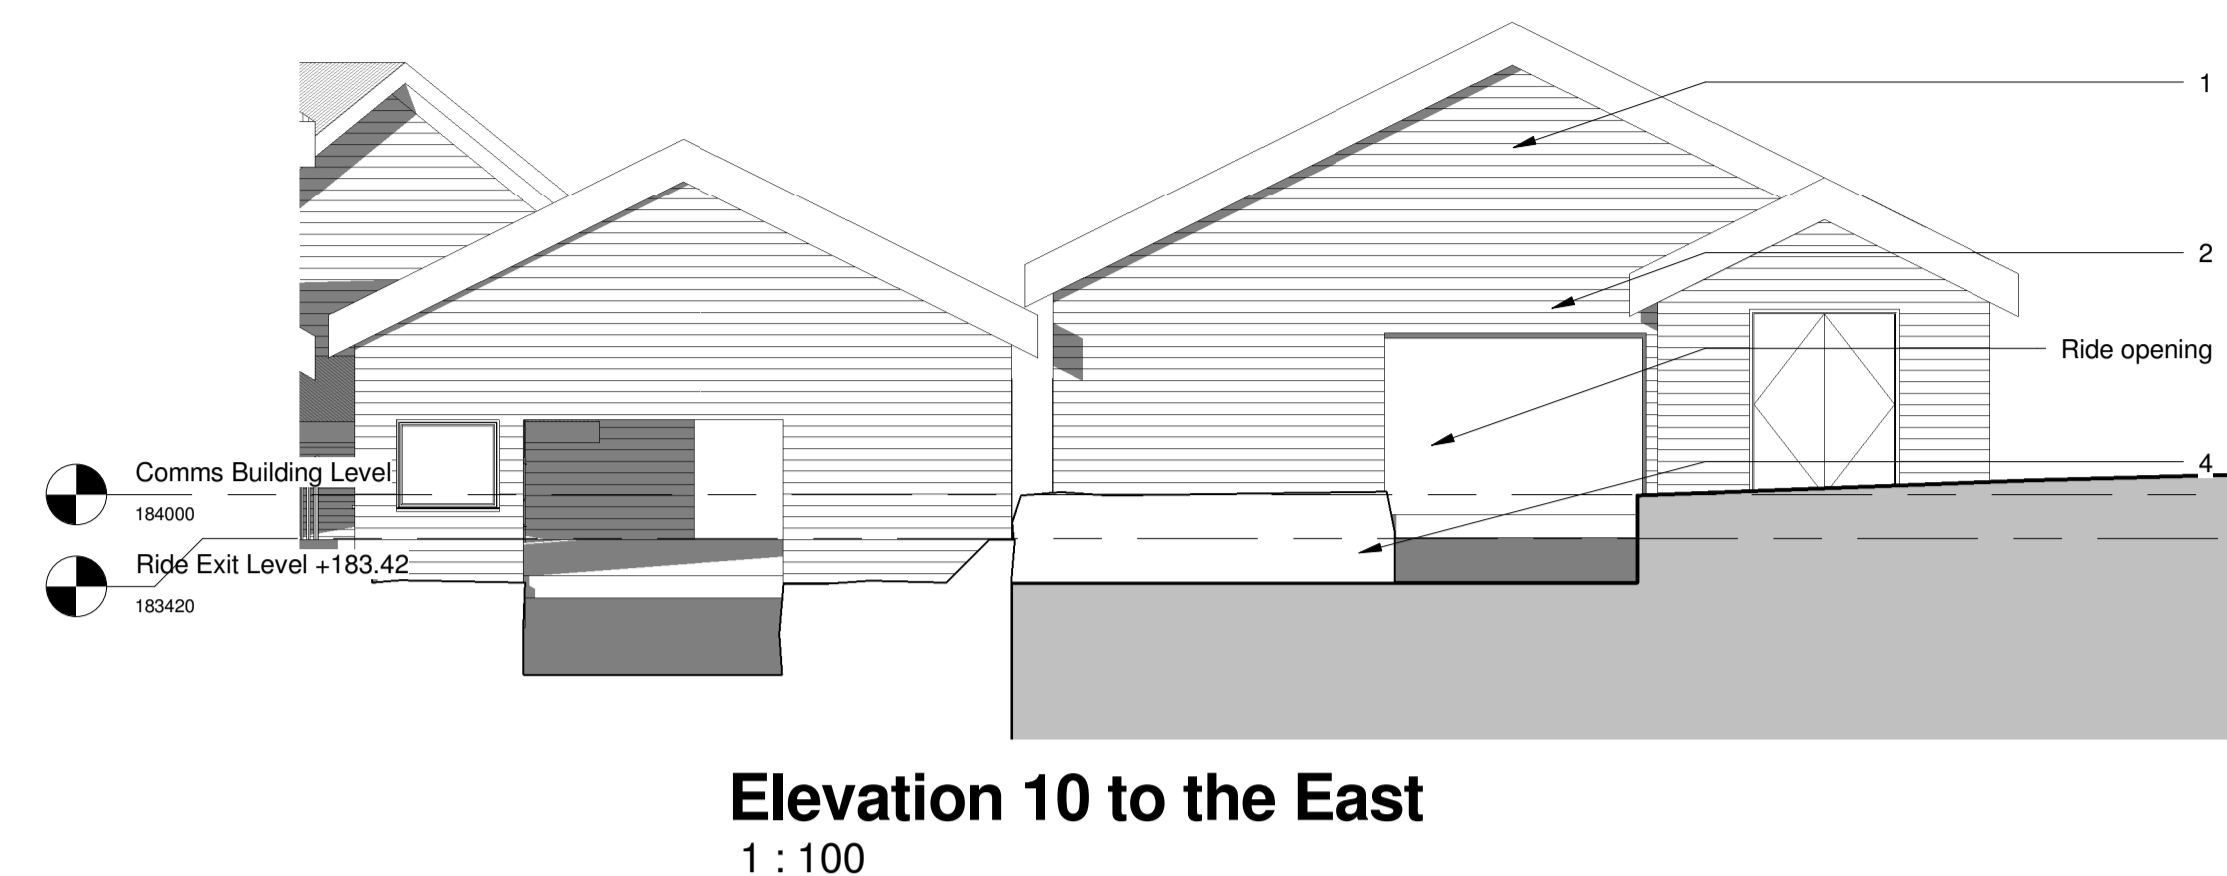 1
2
Ride opening
4
Comms Building Level
184000
Ride Exit Level +183.42
183420
Elevation 10 to the East
1 : 100